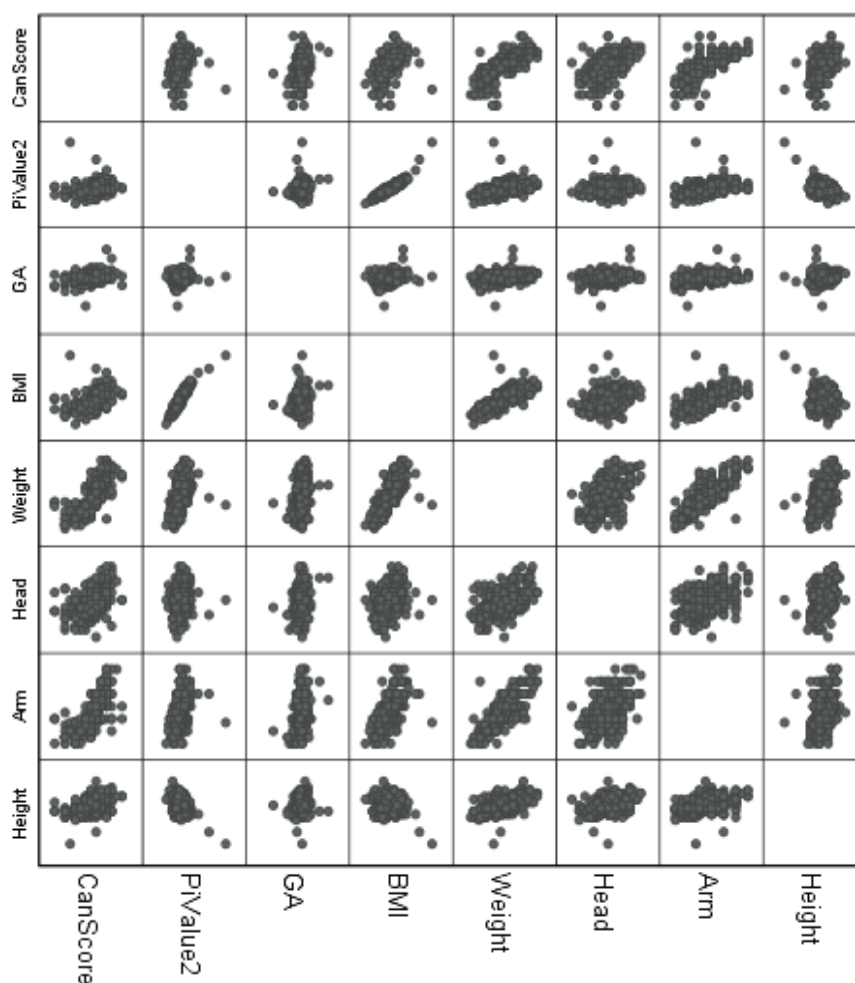 CanScore
PiValue2
GA
BMI
Weight
Head
Arm
Height
CanScore
PiValue2
GA
BMI
Weight
Head
Arm
Height